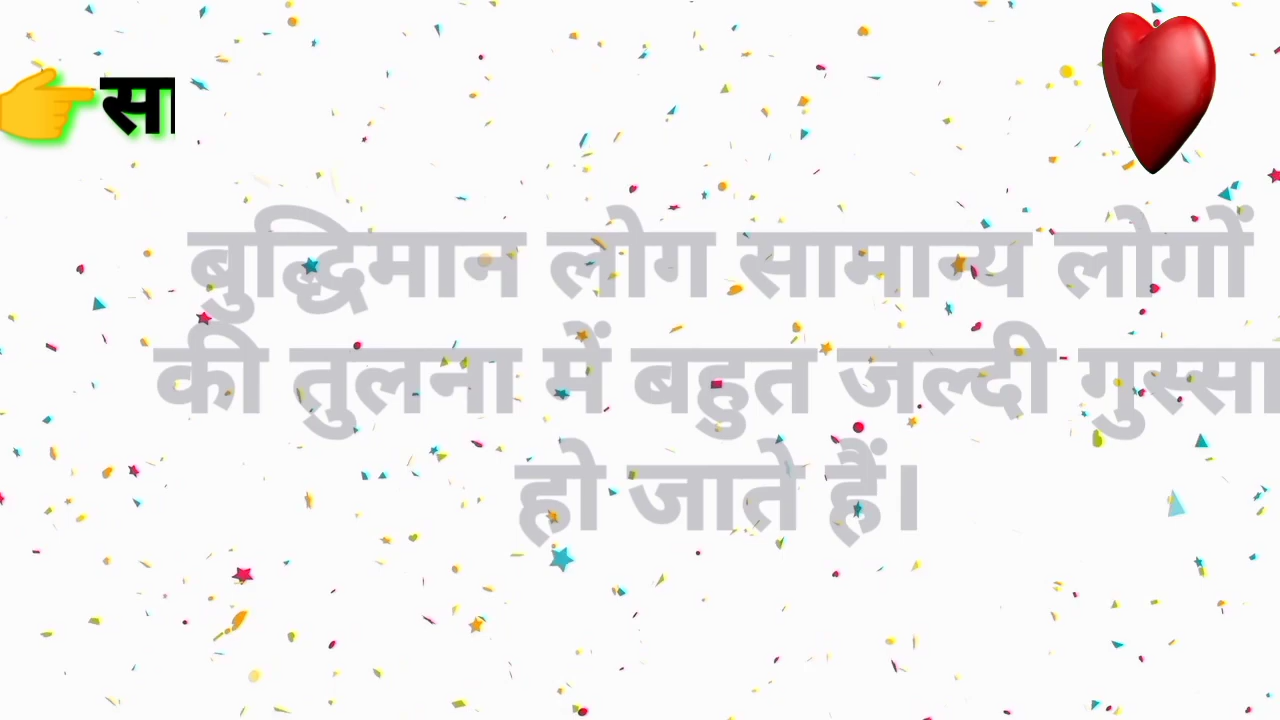 बुद्धिमान लोग सामान्य लोगों
की तुलना में बहुत जल्दी गुस्सा
हो जाते हैं।